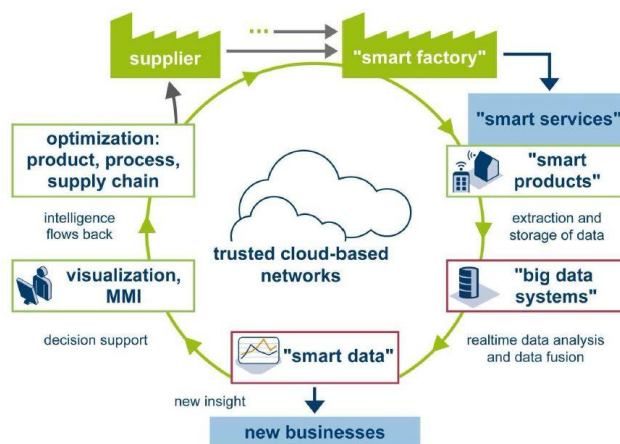 supplier
"smart factory"
"smart services"
optimization:
product, process,
supply chain
"smart
products"
intelligence
flows back
extraction and
storage of data
trusted cloud-based
networks
visualization,
MMI
"big data
systems"
decision support
realtime data analysis
and data fusion
"smart data"
new insight
new businesses